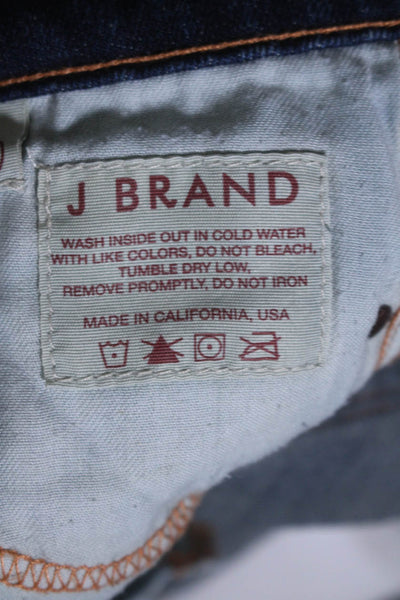 J BRAND
WASH INSIDE OUT IN COLD WATER
WITH LIKE COLORS, DO NOT BLEACH,
TUMBLE DRY LOW,
REMOVE PROMPTLY, DO NOT IRON
MADE IN CALIFORNIA, USA